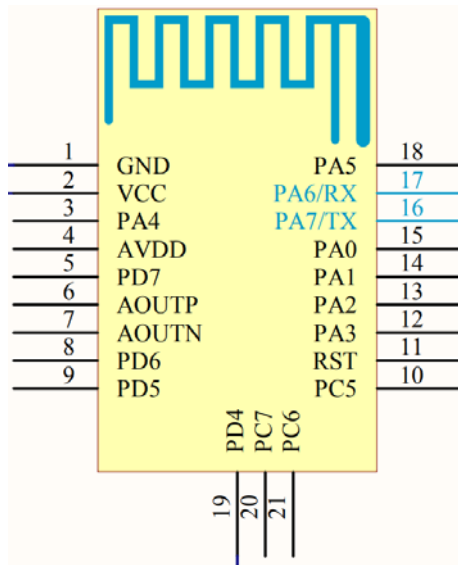 1 GND PA5 18
2 VCC PA6/RX 17
3 PA4 PA7/TX 16
4 AVDD PA0 15
5 PD7 PA1 14
6 AOUTP PA2 13
7 AOUTN PA3 12
8 PD6 RST 11
9 PD5 PC5 10
PD4 PC7 PC6
19 20 21